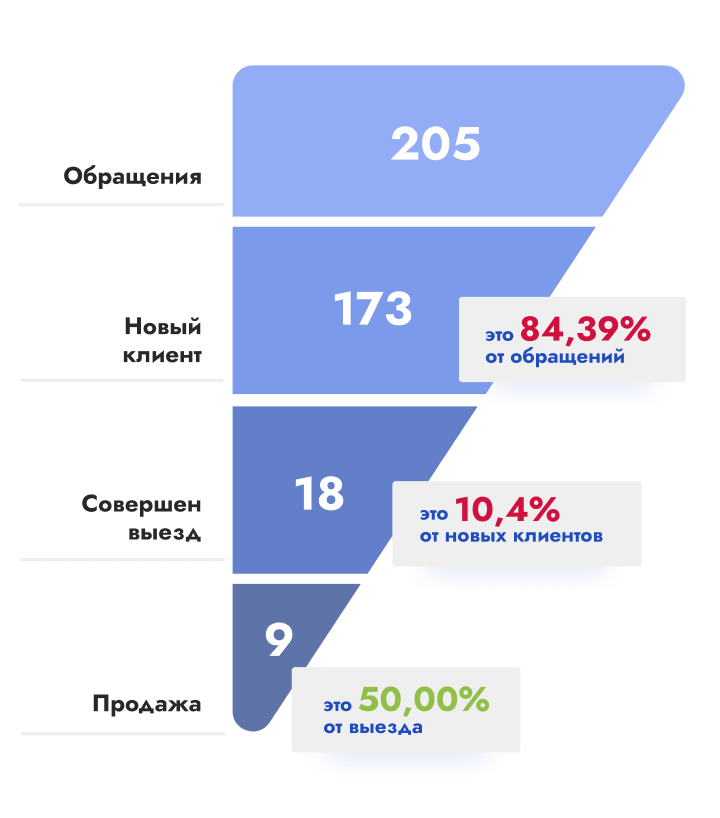 205
Обращения
173
Новый
клиент
это 84,39%
от обращений
18
Совершен
выезд
это 10,4%
от новых клиентов
9
Продажа
это 50,00%
от выезда